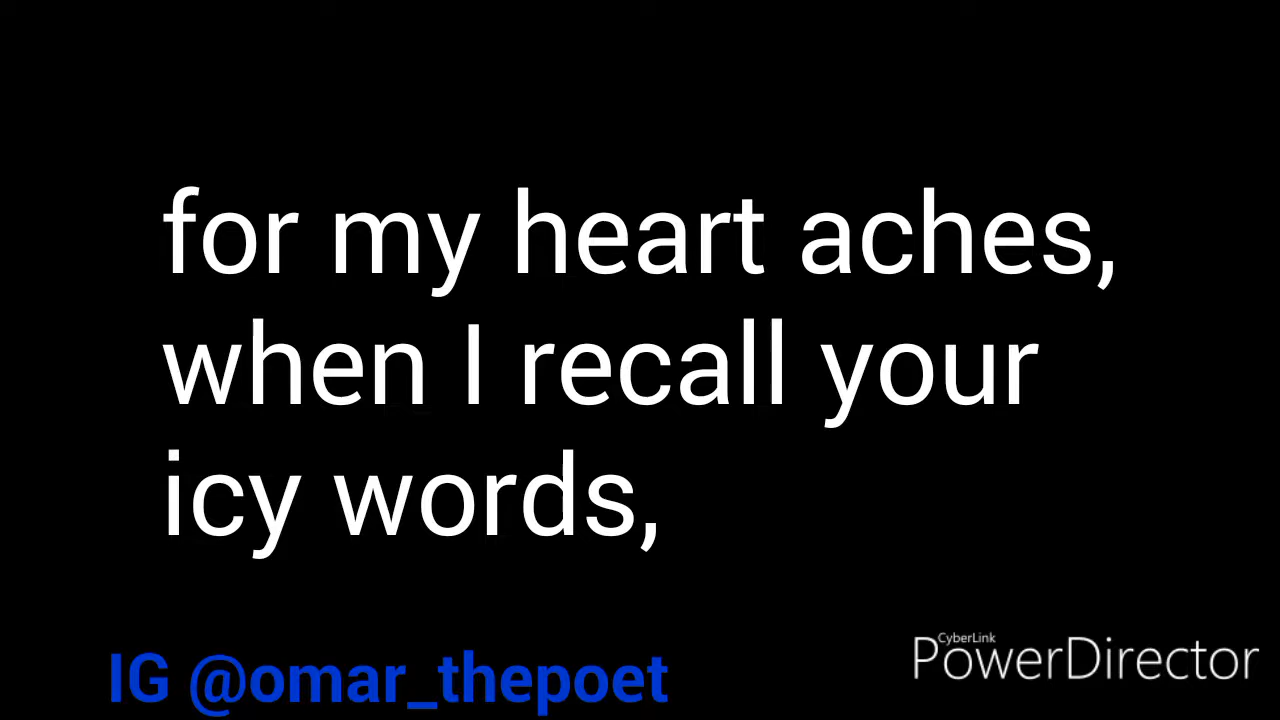 for my heart aches,
when I recall your
icy words,
IG @omar_thepoet
CyberLink
PowerDirector